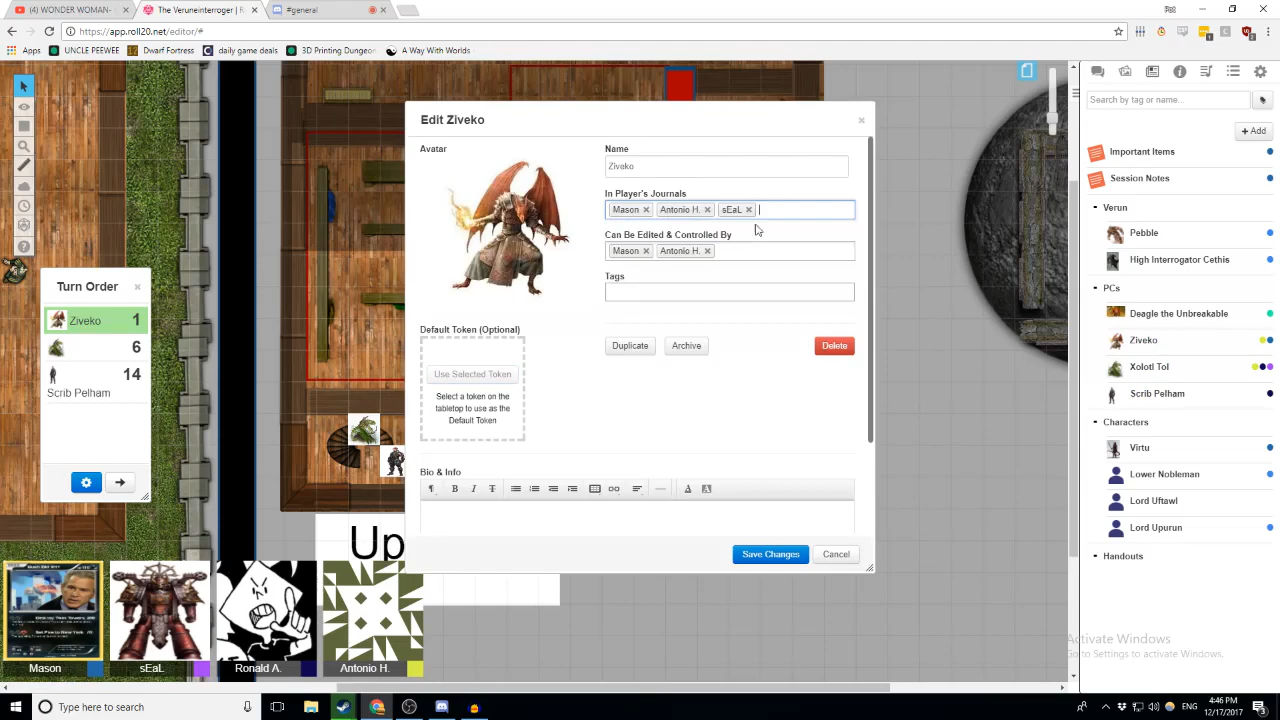 (4) WONDER WOMAN-
The Veruneinterroger | R
#general
https://app.roll20.net/editor/#
Apps
UNCLE PEEWEE
Dwarf Fortress
daily game deals
3D Printing Dungeon
A Way With Words
Search by tag or name...
+ Add
Important Items
Session Notes
Verun
Pebble
High Interrogator Cethis
PCs
Deagle the Unbreakable
Ziveko
Xolotl Tol
Scrib Pelham
Characters
Virtu
Lower Nobleman
Lord Uftawl
Lord Upurun
Handouts
Edit Ziveko
Avatar
Name
Ziveko
In Player's Journals
Mason
Antonio H.
sEaL
Can Be Edited & Controlled By
Mason
Antonio H.
Tags
Default Token (Optional)
Use Selected Token
Select a token on the
tabletop to use as the
Default Token
Duplicate
Archive
Delete
Bio & Info
Save Changes
Cancel
Turn Order
Ziveko 1
6
14
Scrib Pelham
Up
Mason
sEaL
Ronald A.
Antonio H.
Activate Windows
Go to Settings to activate Windows.
Type here to search
ENG
4:46 PM
12/17/2017